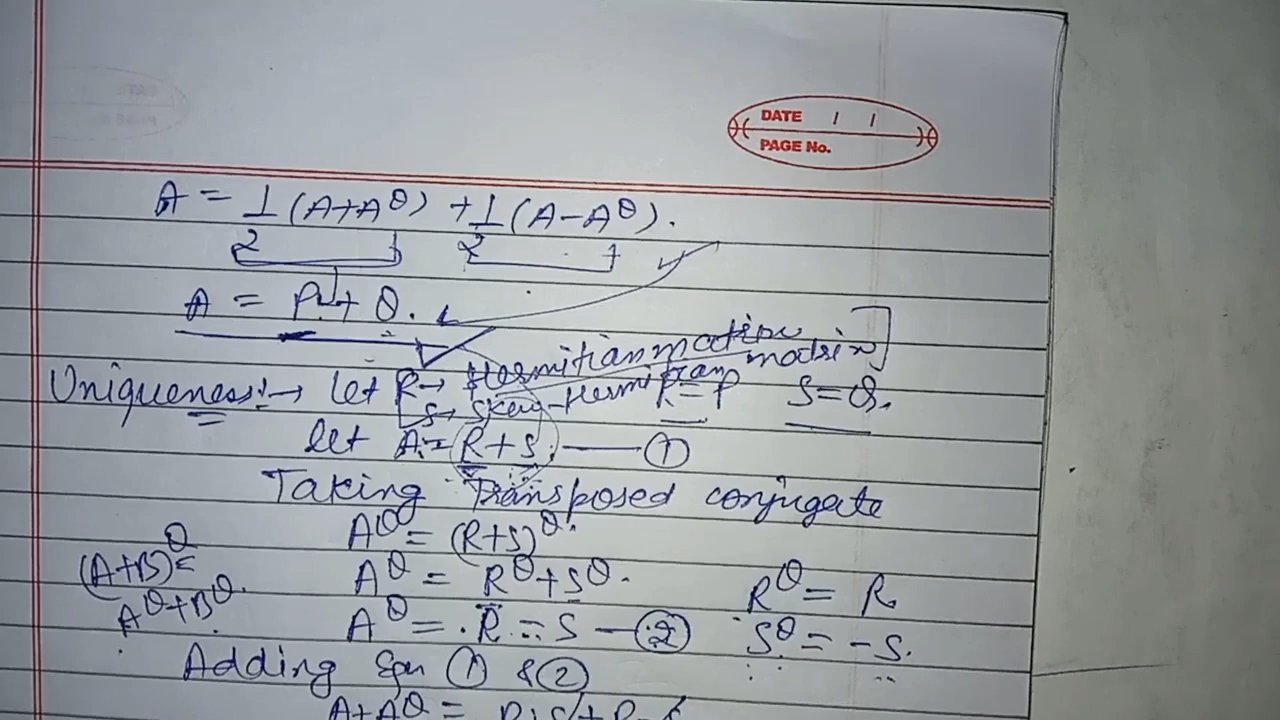 DATE / /
PAGE No.
A = 1/2 (A+A^θ) + 1/2 (A-A^θ).
A = P + Q.
Uniqueness:→ Let R→ Hermitian matrix
S→ Skew-Hermitian matrix
R=P S=Q.
Let A = R+S. — ①
Taking Transposed conjugate
A^θ = (R+S)^θ.
(A+B)^θ =
A^θ+B^θ.
A^θ = R^θ+S^θ. R^θ = R
A^θ = R - S — ② S^θ = -S.
Adding Eqn ① & ②
A+A^θ = R+S+R-S